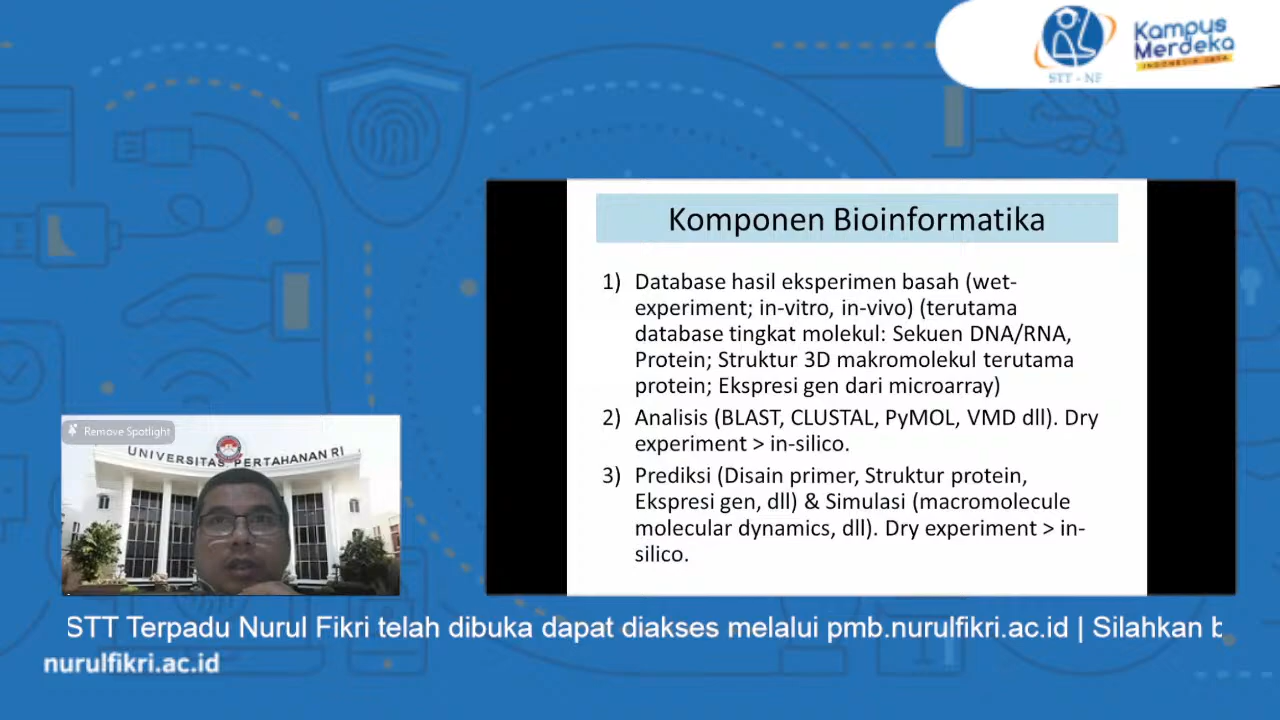 STT - NF
Kampus
Merdeka
INDONESIA JAYA
Komponen Bioinformatika
1) Database hasil eksperimen basah (wet-
experiment; in-vitro, in-vivo) (terutama
database tingkat molekul: Sekuen DNA/RNA,
Protein; Struktur 3D makromolekul terutama
protein; Ekspresi gen dari microarray)
2) Analisis (BLAST, CLUSTAL, PyMOL, VMD dll). Dry
experiment > in-silico.
3) Prediksi (Disain primer, Struktur protein,
Ekspresi gen, dll) & Simulasi (macromolecule
molecular dynamics, dll). Dry experiment > in-
silico.
Remove Spotlight
UNIVERSITAS PERTAHANAN RI
STT Terpadu Nurul Fikri telah dibuka dapat diakses melalui pmb.nurulfikri.ac.id | Silahkan b
nurulfikri.ac.id